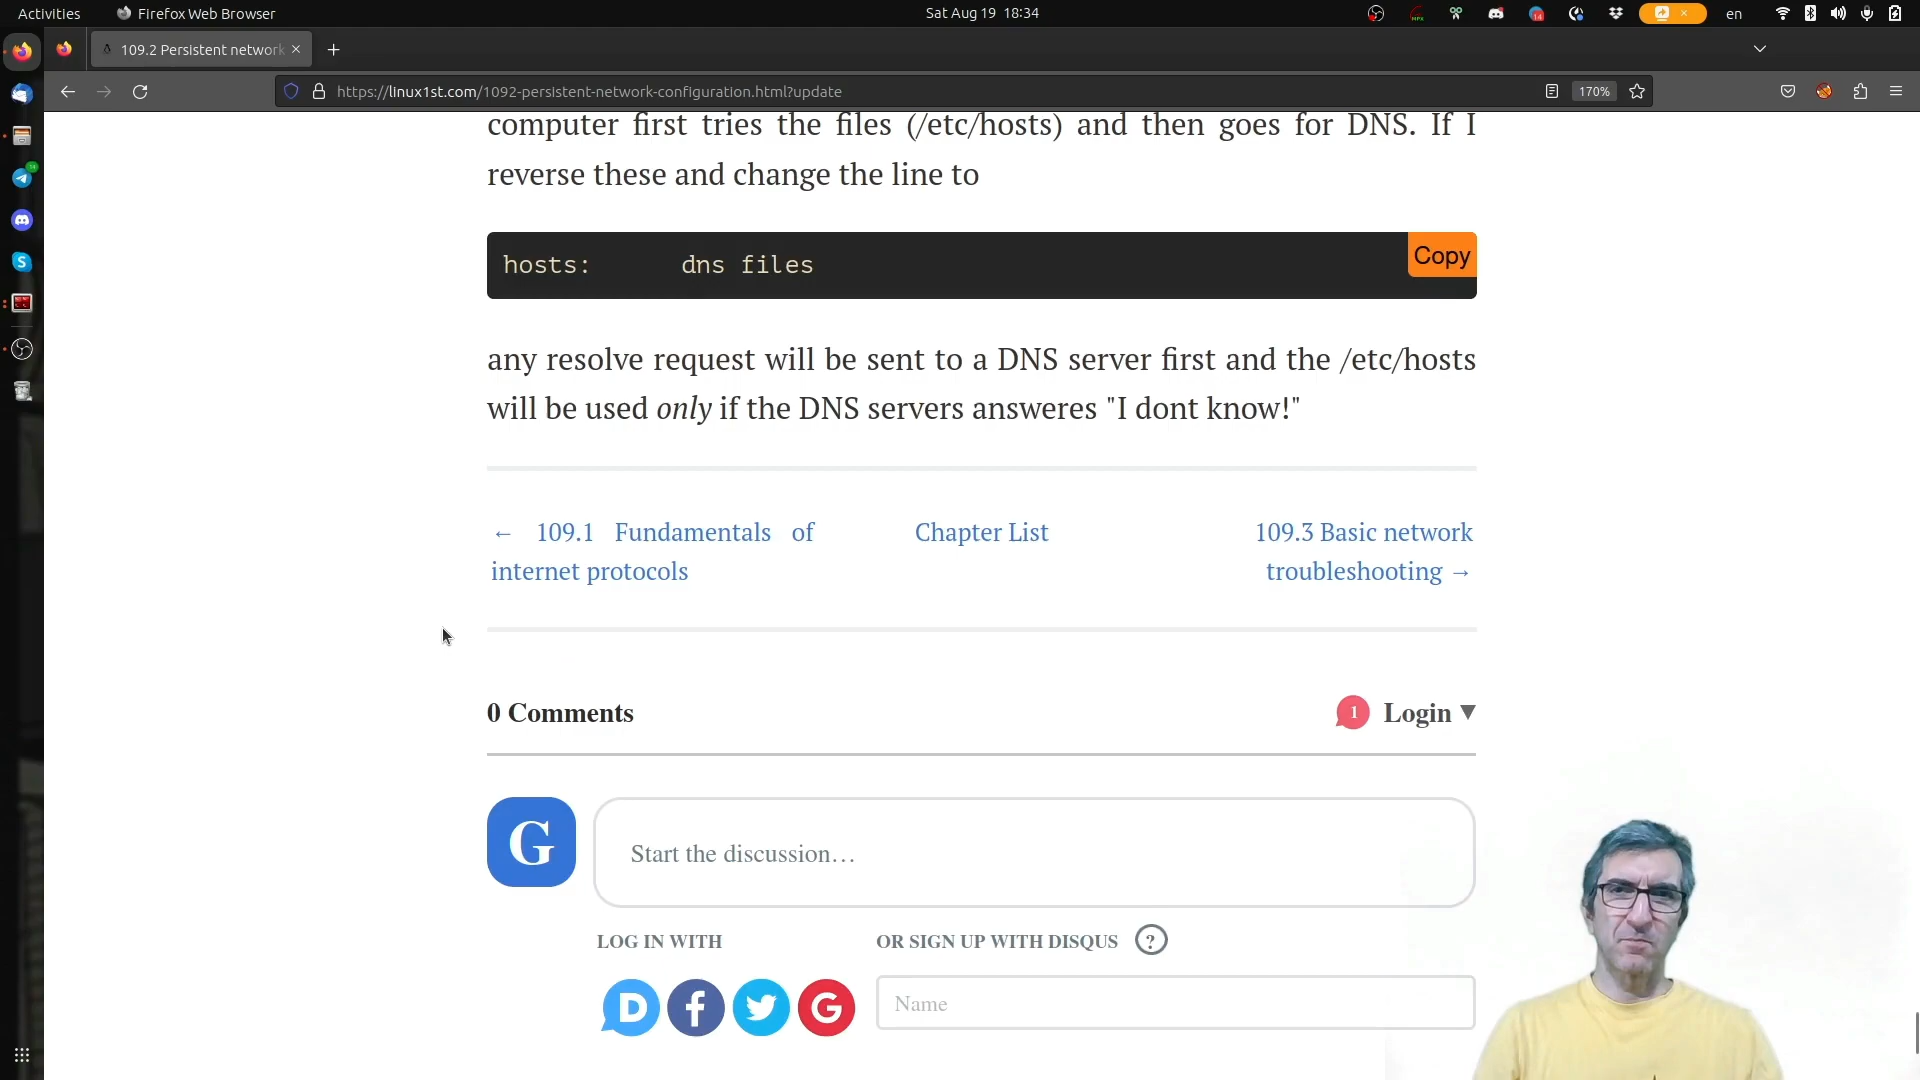 Activities
Firefox Web Browser
Sat Aug 19 18:34
en
109.2 Persistent network
https://linux1st.com/1092-persistent-network-configuration.html?update
170%
computer first tries the files (/etc/hosts) and then goes for DNS. If I
reverse these and change the line to
hosts: dns files
Copy
any resolve request will be sent to a DNS server first and the /etc/hosts
will be used only if the DNS servers answeres "I dont know!"
← 109.1 Fundamentals of
internet protocols
Chapter List
109.3 Basic network
troubleshooting →
0 Comments
1
Login
G
Start the discussion...
LOG IN WITH
OR SIGN UP WITH DISQUS
?
D
f
G
Name